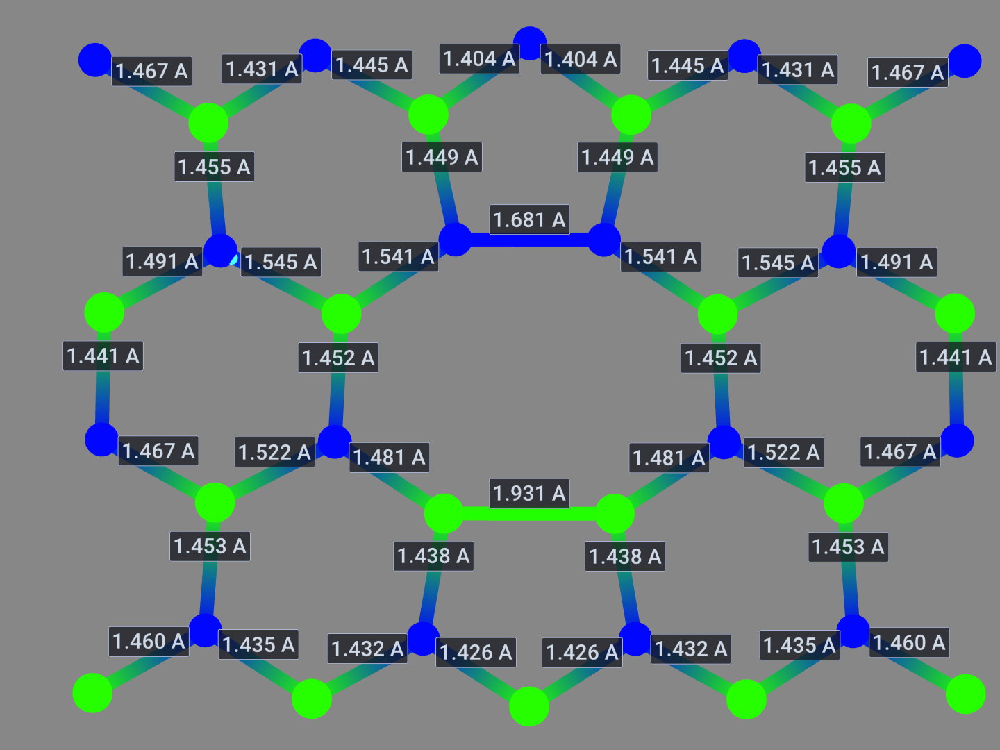 1.467 A
1.431 A
1.445 A
1.404 A
1.404 A
1.445 A
1.431 A
1.467 A
1.455 A
1.449 A
1.449 A
1.455 A
1.681 A
1.491 A
1.545 A
1.541 A
1.541 A
1.545 A
1.491 A
1.441 A
1.452 A
1.452 A
1.441 A
1.467 A
1.522 A
1.481 A
1.481 A
1.522 A
1.467 A
1.931 A
1.453 A
1.438 A
1.438 A
1.453 A
1.460 A
1.435 A
1.432 A
1.426 A
1.426 A
1.432 A
1.435 A
1.460 A